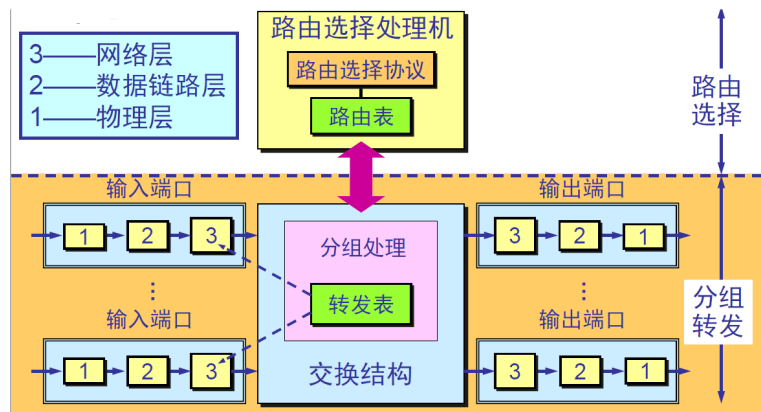 3——网络层
2——数据链路层
1——物理层
路由选择处理机
路由选择协议
路由表
路由
选择
输入端口
1
2
3
…
输入端口
1
2
3
分组处理
转发表
交换结构
输出端口
3
2
1
…
输出端口
3
2
1
分组
转发